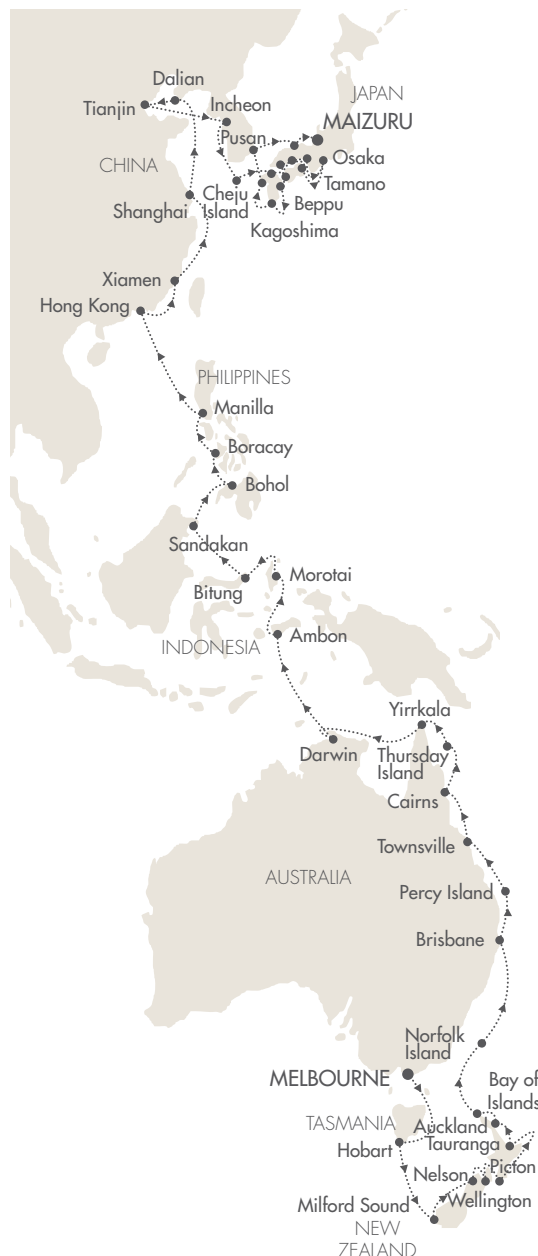 Dalian
Tianjin
Incheon
JAPAN
Pusan
MAIZURU
CHINA
Osaka
Tamano
Cheju
Island
Beppu
Shanghai
Kagoshima
Xiamen
Hong Kong
PHILIPPINES
Manilla
Boracay
Bohol
Sandakan
Morotai
Bitung
Ambon
INDONESIA
Yirrkala
Darwin
Thursday
Island
Cairns
Townsville
AUSTRALIA
Percy Island
Brisbane
Norfolk
Island
MELBOURNE
Bay of
Islands
TASMANIA
Auckland
Tauranga
Hobart
Picton
Nelson
Wellington
Milford Sound
NEW
ZEALAND